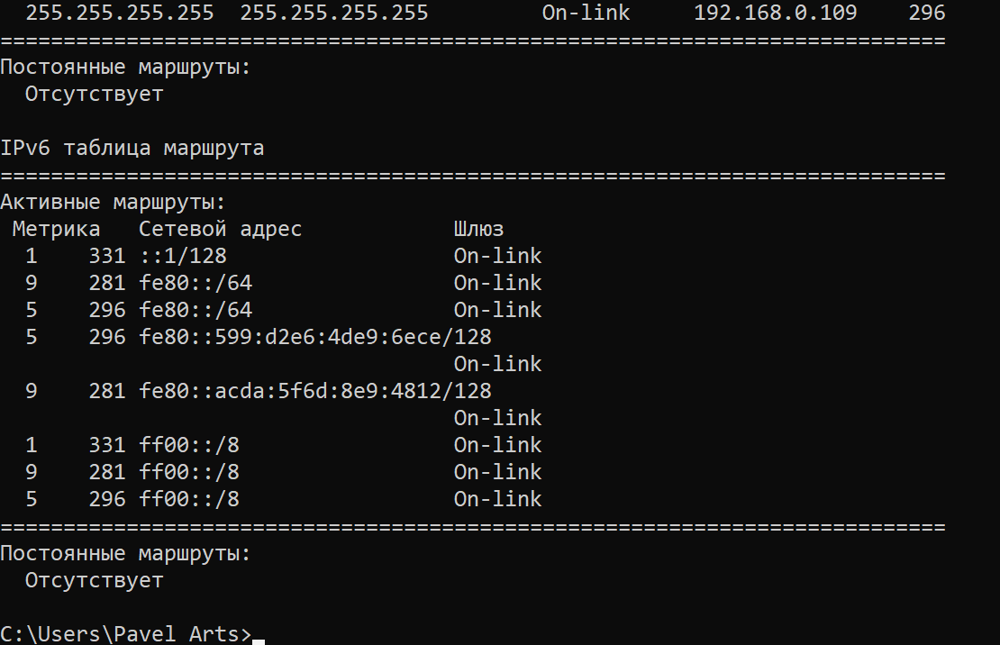 255.255.255.255  255.255.255.255         On-link     192.168.0.109    296
===========================================================================
Постоянные маршруты:
  Отсутствует

IPv6 таблица маршрута
===========================================================================
Активные маршруты:
 Метрика   Сетевой адрес            Шлюз
  1    331 ::1/128                  On-link
  9    281 fe80::/64                On-link
  5    296 fe80::/64                On-link
  5    296 fe80::599:d2e6:4de9:6ece/128
                                    On-link
  9    281 fe80::acda:5f6d:8e9:4812/128
                                    On-link
  1    331 ff00::/8                 On-link
  9    281 ff00::/8                 On-link
  5    296 ff00::/8                 On-link
===========================================================================
Постоянные маршруты:
  Отсутствует

C:\Users\Pavel Arts>